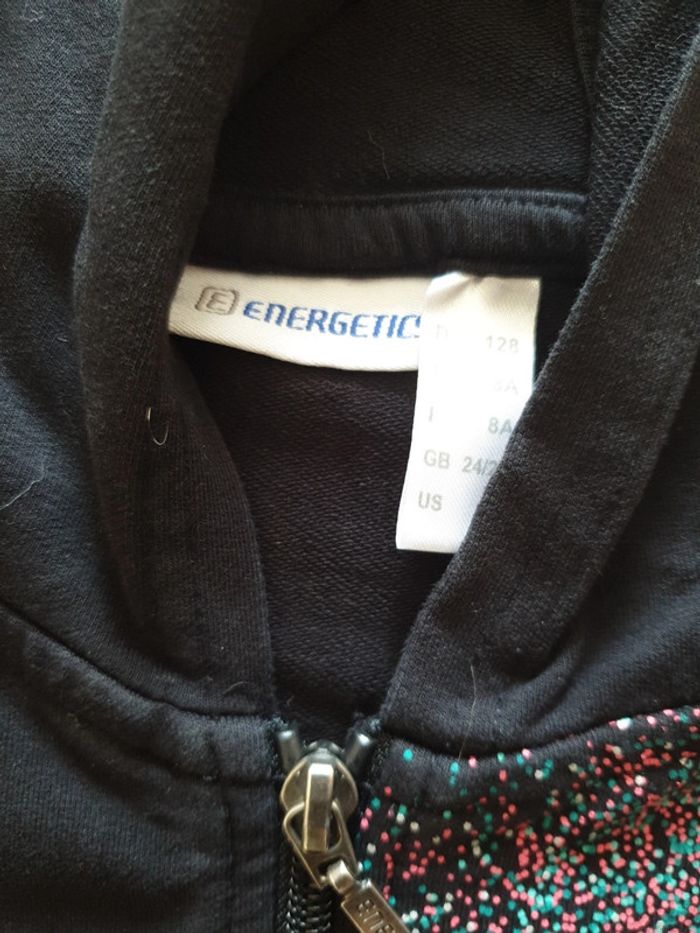 E ENERGETICS
128
8A
I 8A
GB 24/2
US